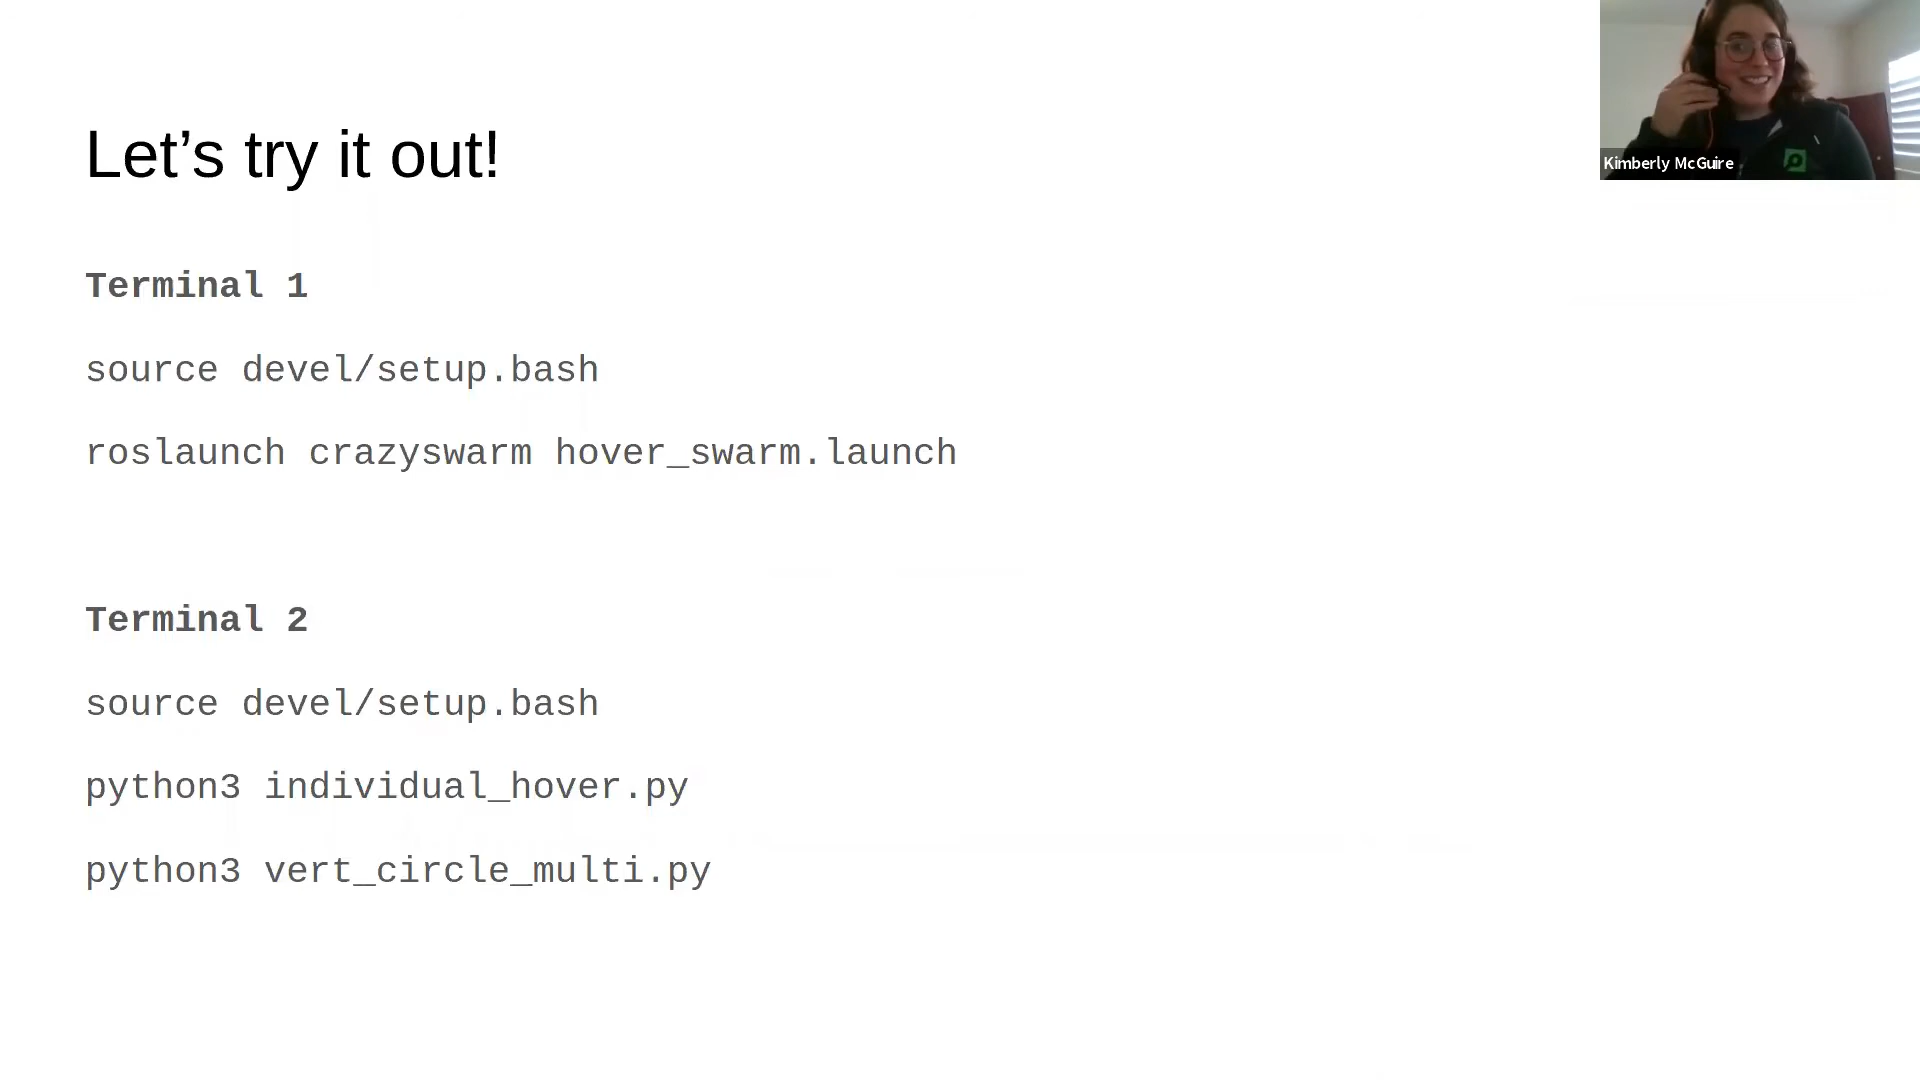 Let’s try it out!
Kimberly McGuire
Terminal 1
source devel/setup.bash
roslaunch crazyswarm hover_swarm.launch
Terminal 2
source devel/setup.bash
python3 individual_hover.py
python3 vert_circle_multi.py